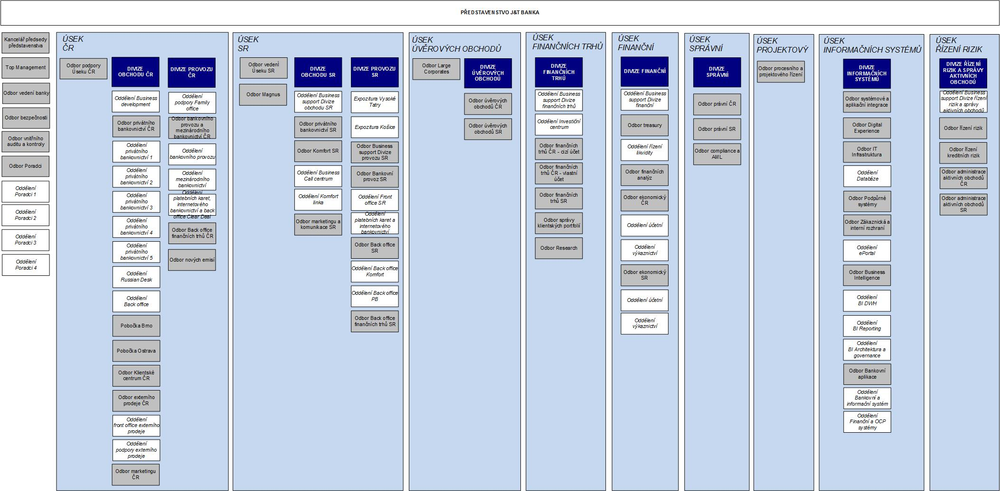 PŘEDSTAVENSTVO J&T BANKA
Kancelář předsedy
představenstva
Top Management
Odbor vedení banky
Odbor bezpečnosti
Odbor vnitřního
auditu a kontroly
Odbor Poradci
Oddělení
Poradci 1
Oddělení
Poradci 2
Oddělení
Poradci 3
Oddělení
Poradci 4
ÚSEK
ČR
Odbor podpory
Úseku ČR
DIVIZE
OBCHODU ČR
Oddělení Business
development
Odbor privátního
bankovnictví ČR
Oddělení
privátního
bankovnictví 1
Oddělení
privátního
bankovnictví 2
Oddělení
privátního
bankovnictví 3
Oddělení
privátního
bankovnictví 4
Oddělení
privátního
bankovnictví 5
Oddělení
Russian Desk
Oddělení
Back office
Pobočka Brno
Pobočka Ostrava
Odbor Klientské
centrum ČR
Odbor externího
prodeje ČR
Oddělení
front office externího
prodeje
Oddělení
podpory externího
prodeje
Odbor marketingu
ČR
DIVIZE PROVOZU
ČR
Oddělení
podpory Family
office
Odbor bankovního
provozu a
mezinárodního
bankovnictví ČR
Oddělení
bankovního provozu
Oddělení
mezinárodního
bankovnictví
Oddělení
platebních karet,
internetového
bankovnictví a back
office Clear Deal
Odbor Back office
finančních trhů ČR
Odbor nových emisí
ÚSEK
SR
Odbor vedení
Úseku SR
Odbor Magnus
DIVIZE
OBCHODU SR
Oddělení Business
support Divize
obchodu SR
Odbor privátního
bankovnictví SR
Odbor Komfort SR
Oddělení Business
Call centrum
Oddělení Komfort
linka
Odbor marketingu a
komunikace SR
DIVIZE PROVOZU
SR
Expozitura Vysoké
Tatry
Expozitura Košice
Odbor Business
support Divize
provozu SR
Odbor Bankovní
provoz SR
Oddělení Front
office SR
Oddělení
platebních karet a
internetového
bankovnictví
Odbor Back office
SR
Oddělení Back office
Komfort
Oddělení Back office
PB
Odbor Back office
finančních trhů SR
ÚSEK
ÚVĚROVÝCH OBCHODŮ
Odbor Large
Corporates
DIVIZE
ÚVĚROVÝCH
OBCHODŮ
Odbor úvěrových
obchodů ČR
Odbor úvěrových
obchodů SR
ÚSEK
FINANČNÍCH TRHŮ
DIVIZE
FINANČNÍCH
TRHŮ
Oddělení Business
support Divize
finančních trhů
Oddělení Investiční
centrum
Odbor finančních
trhů ČR - cizí účet
Odbor finančních
trhů ČR - vlastní
účet
Odbor finančních
trhů SR
Odbor správy
klientských portfolií
Odbor Research
ÚSEK
FINANČNÍ
DIVIZE FINANČNÍ
Oddělení Business
support Divize
finanční
Odbor treasury
Oddělení řízení
likvidity
Odbor finančních
analýz
Odbor ekonomický
ČR
Oddělení účetní
Oddělení
výkaznictví
Odbor ekonomický
SR
Oddělení účetní
Oddělení
výkaznictví
ÚSEK
SPRÁVNÍ
DIVIZE
SPRÁVNÍ
Odbor právní ČR
Odbor právní SR
Odbor compliance a
AML
ÚSEK
PROJEKTOVÝ
Odbor procesního a
projektového řízení
ÚSEK
INFORMAČNÍCH SYSTÉMŮ
DIVIZE
INFORMAČNÍCH
SYSTÉMŮ
Odbor systémové a
aplikační integrace
Odbor Digital
Experience
Odbor IT
Infrastruktura
Oddělení
Databáze
Odbor Podpůrné
systémy
Odbor Zákaznická a
interní rozhraní
Oddělení
ePortal
Odbor Business
Intelligence
Oddělení
BI DWH
Oddělení
BI Reporting
Oddělení
BI Architektura a
governance
Odbor Bankovní
aplikace
Oddělení
Bankovní a
informační systém
Oddělení
Finanční a OCP
systémy
ÚSEK
ŘÍZENÍ RIZIK
DIVIZE ŘÍZENÍ
RIZIK A SPRÁVY
AKTIVNÍCH
OBCHODŮ
Oddělení Business
support Divize řízení
rizik a správy
aktivních obchodů
Odbor řízení rizik
Odbor řízení
kreditních rizik
Odbor administrace
aktivních obchodů
ČR
Odbor administrace
aktivních obchodů
SR